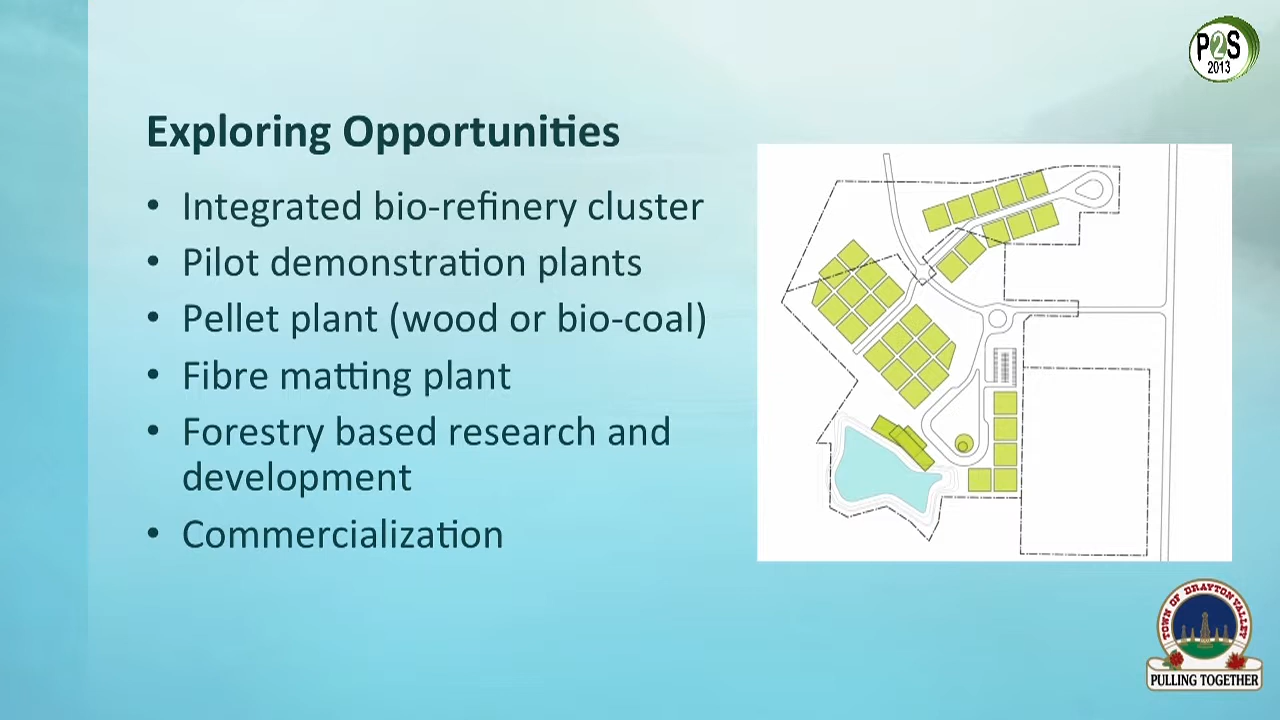 P2S
2013
Exploring Opportunities
• Integrated bio-refinery cluster
• Pilot demonstration plants
• Pellet plant (wood or bio-coal)
• Fibre matting plant
• Forestry based research and
development
• Commercialization
TOWN OF DRAYTON VALLEY
PULLING TOGETHER